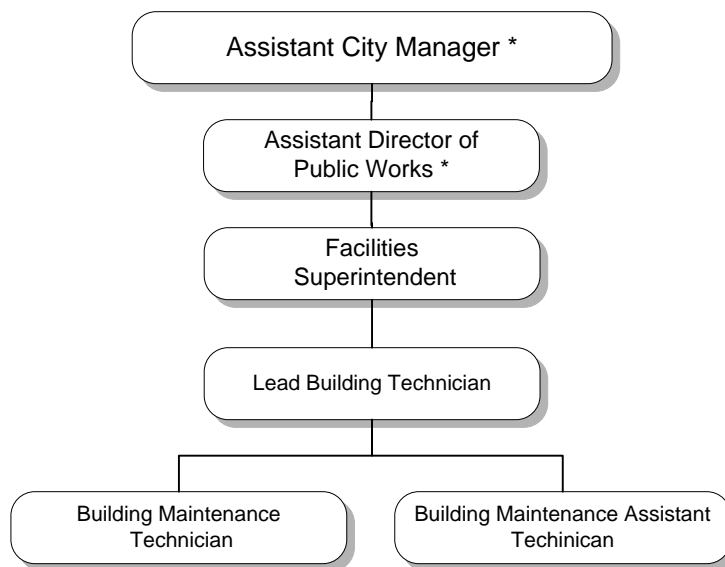 Assistant City Manager *
Assistant Director of
Public Works *
Facilities
Superintendent
Lead Building Technician
Building Maintenance
Technician
Building Maintenance Assistant
Techinican